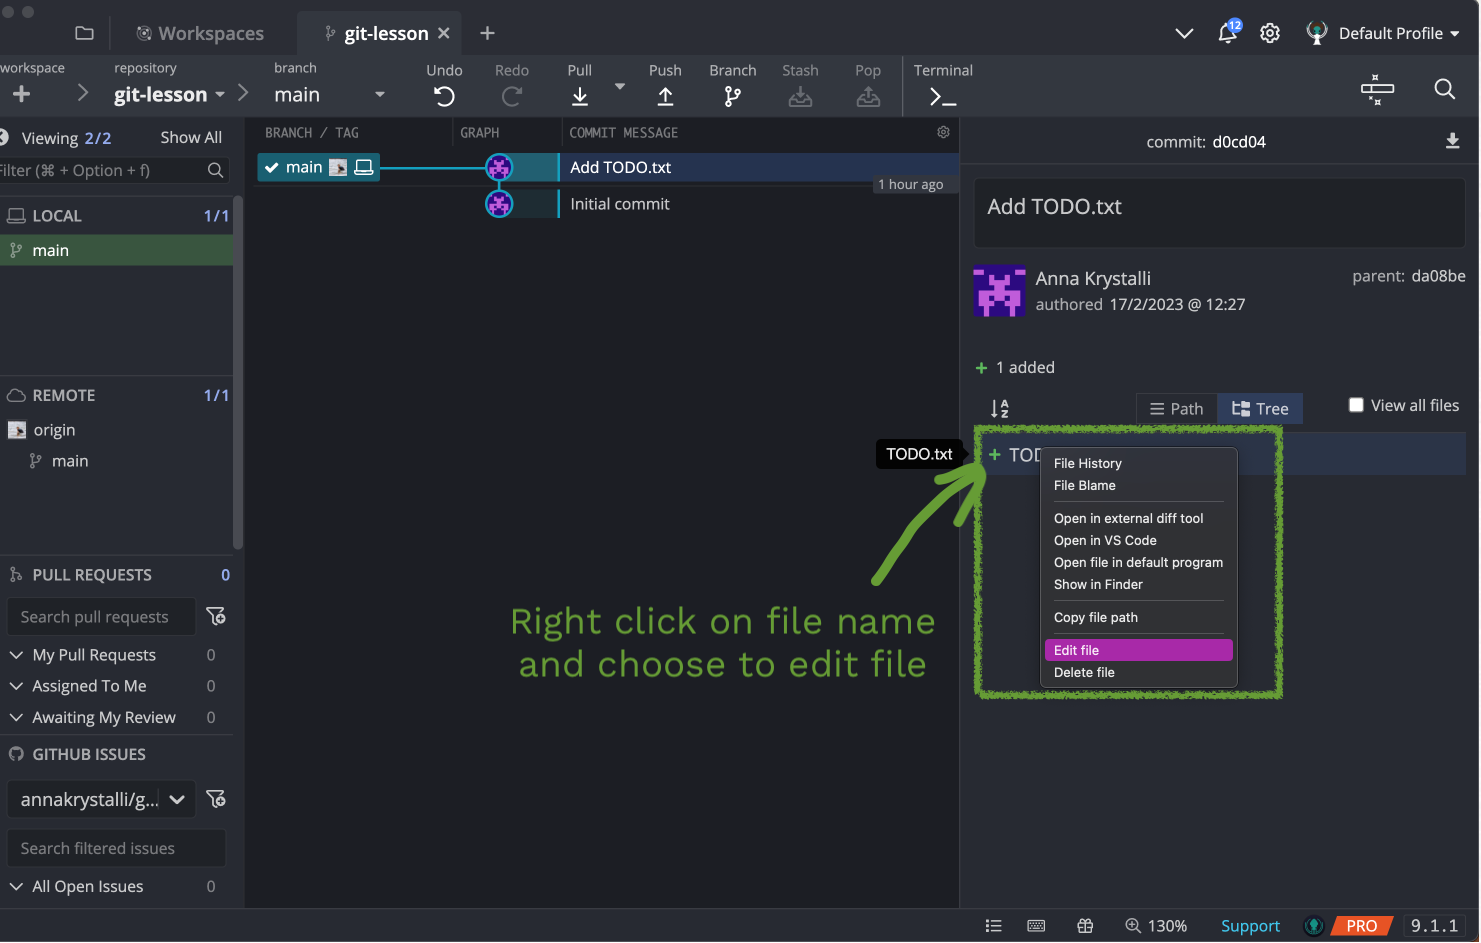 Workspaces
git-lesson
12
Default Profile
workspace
repository
git-lesson
branch
main
Undo
Redo
Pull
Push
Branch
Stash
Pop
Terminal
Viewing 2/2
Show All
Filter (⌘ + Option + f)
LOCAL 1/1
main
REMOTE 1/1
origin
main
PULL REQUESTS 0
Search pull requests
My Pull Requests 0
Assigned To Me 0
Awaiting My Review 0
GITHUB ISSUES
annakrystalli/g...
Search filtered issues
All Open Issues 0
BRANCH / TAG
GRAPH
COMMIT MESSAGE
main
Add TODO.txt
1 hour ago
Initial commit
Right click on file name
and choose to edit file
commit: d0cd04
Add TODO.txt
Anna Krystalli
authored 17/2/2023 @ 12:27
parent: da08be
+ 1 added
A
Z
Path
Tree
View all files
TODO.txt
+ TOD
File History
File Blame
Open in external diff tool
Open in VS Code
Open file in default program
Show in Finder
Copy file path
Edit file
Delete file
130%
Support
PRO
9.1.1